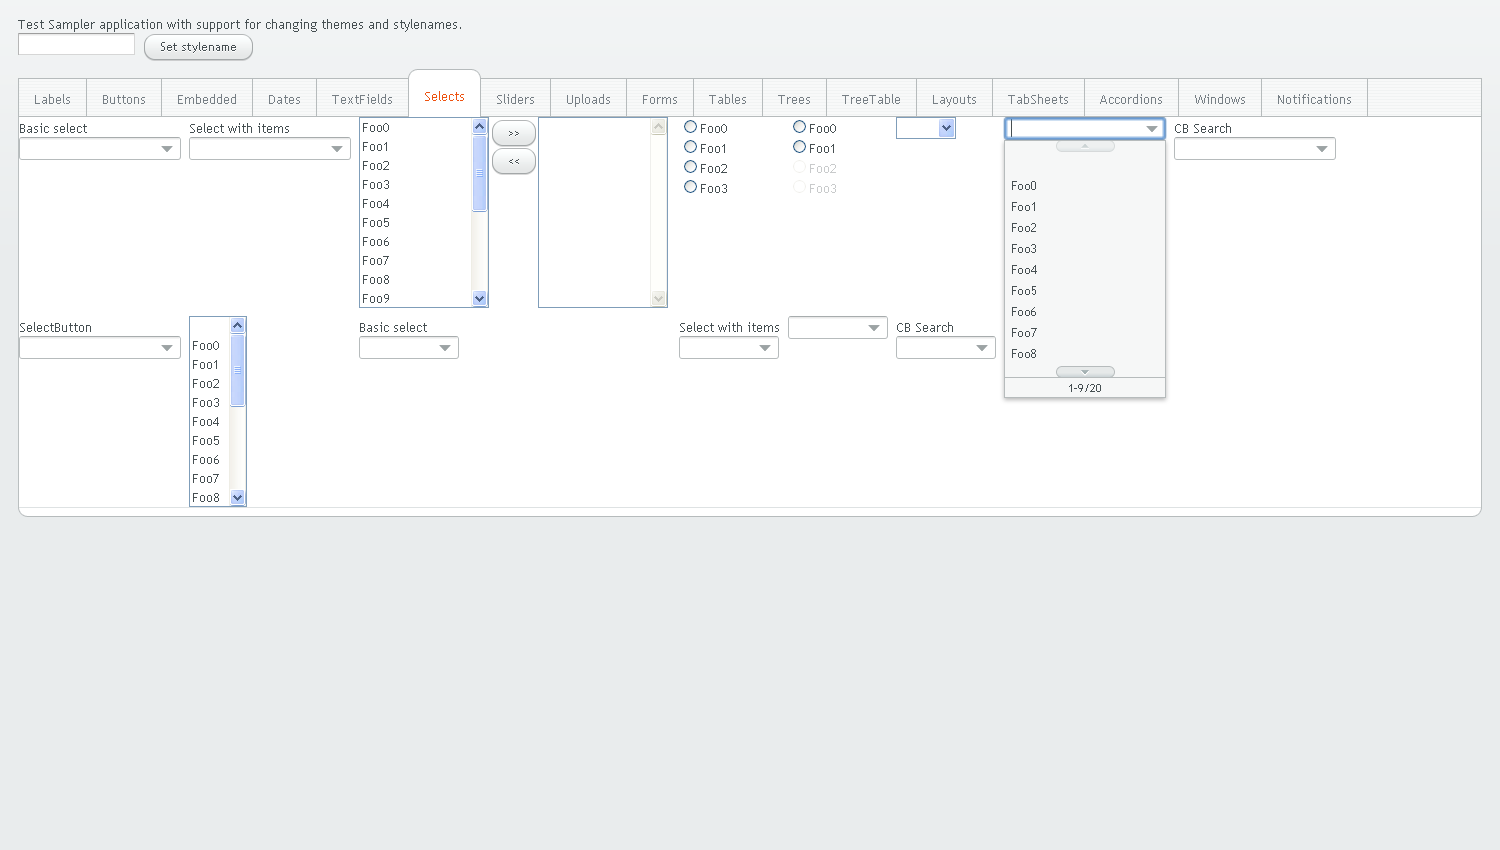 Test Sampler application with support for changing themes and stylenames.
Set stylename
Labels Buttons Embedded Dates TextFields Selects Sliders Uploads Forms Tables Trees TreeTable Layouts TabSheets Accordions Windows Notifications
Basic select
Select with items
Foo0
Foo1
Foo2
Foo3
Foo4
Foo5
Foo6
Foo7
Foo8
Foo9
>>
<<
Foo0
Foo1
Foo2
Foo3
Foo0
Foo1
Foo2
Foo3
Foo0
Foo1
Foo2
Foo3
Foo4
Foo5
Foo6
Foo7
Foo8
1-9/20
CB Search
SelectButton
Foo0
Foo1
Foo2
Foo3
Foo4
Foo5
Foo6
Foo7
Foo8
Basic select
Select with items
CB Search